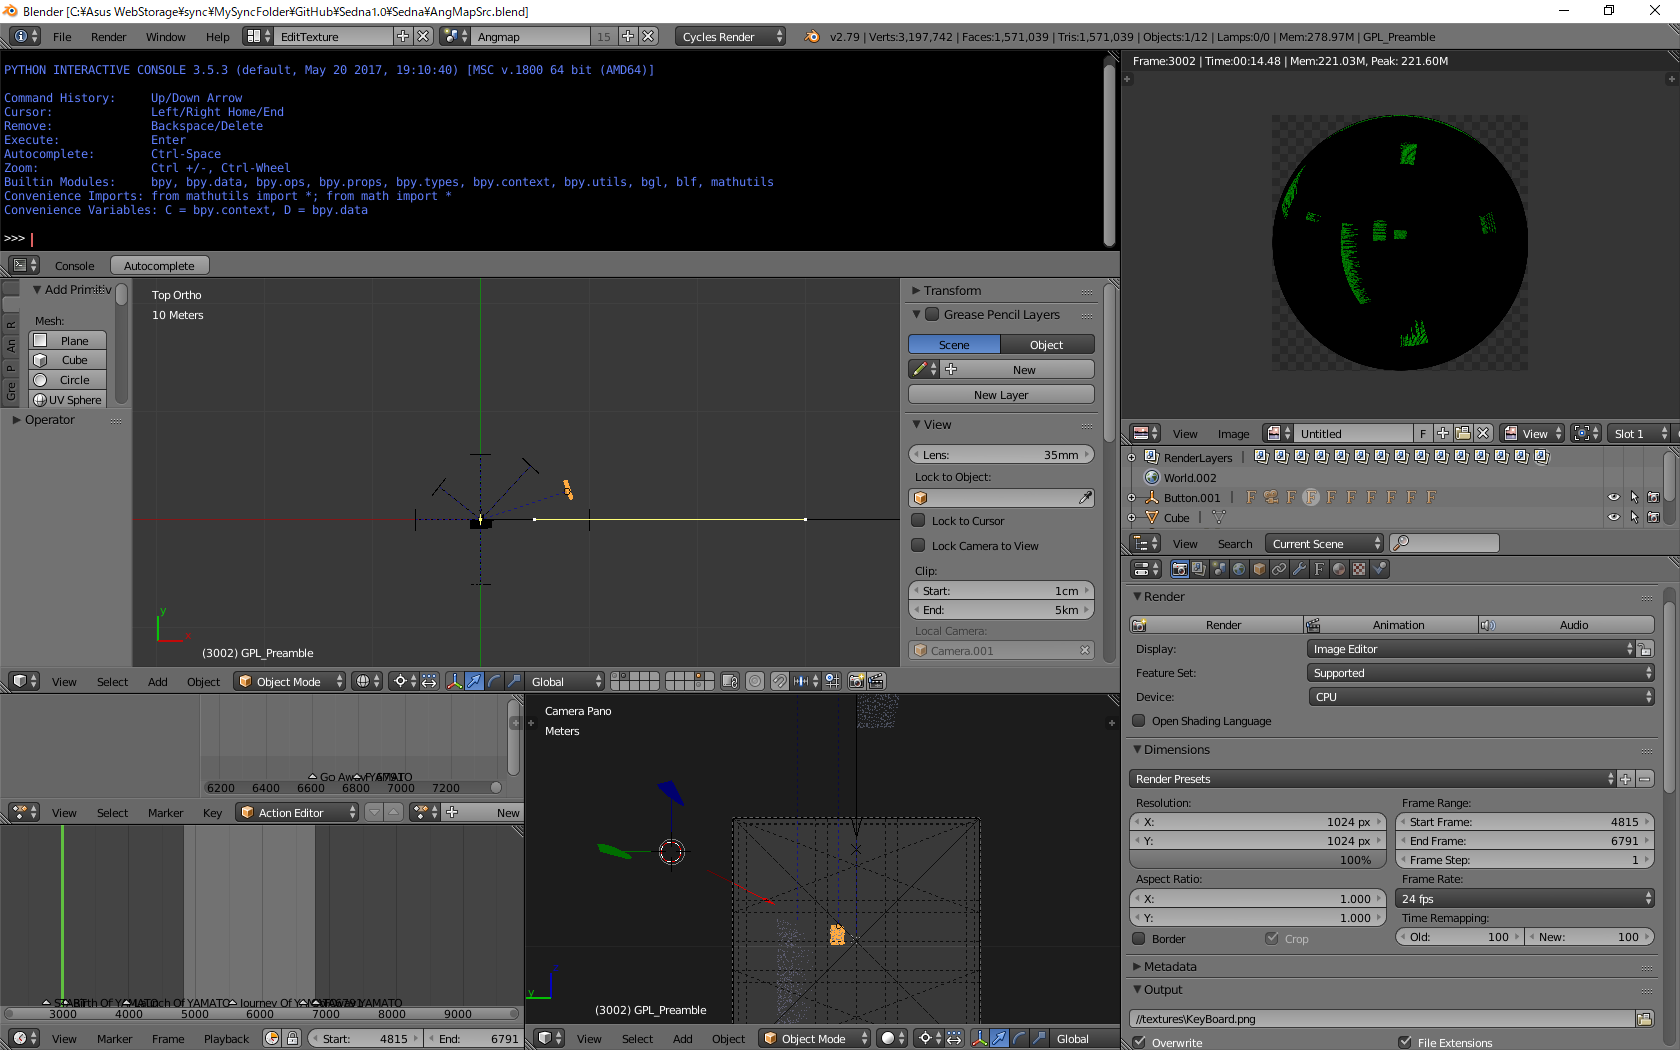 Blender [C:¥Asus WebStorage¥sync¥MySyncFolder¥GitHub¥Sedna1.0¥Sedna¥AngMapSrc.blend]
File Render Window Help EditTexture Angmap 15 Cycles Render v2.79 | Verts:3,197,742 | Faces:1,571,039 | Tris:1,571,039 | Objects:1/12 | Lamps:0/0 | Mem:278.97M | GPL_Preamble
PYTHON INTERACTIVE CONSOLE 3.5.3 (default, May 20 2017, 19:10:40) [MSC v.1800 64 bit (AMD64)]
Command History: Up/Down Arrow
Cursor: Left/Right Home/End
Remove: Backspace/Delete
Execute: Enter
Autocomplete: Ctrl-Space
Zoom: Ctrl +/-, Ctrl-Wheel
Builtin Modules: bpy, bpy.data, bpy.ops, bpy.props, bpy.types, bpy.context, bpy.utils, bgl, blf, mathutils
Convenience Imports: from mathutils import *; from math import *
Convenience Variables: C = bpy.context, D = bpy.data
>>>
Console Autocomplete
Frame:3002 | Time:00:14.48 | Mem:221.03M, Peak: 221.60M
View Image Untitled F View Slot 1
Add Primitiv
Mesh:
Plane
Cube
Circle
UV Sphere
Operator
R
An
P
Gre
Top Ortho
10 Meters
y
x
(3002) GPL_Preamble
Transform
Grease Pencil Layers
Scene Object
New
New Layer
View
Lens: 35mm
Lock to Object:
Lock to Cursor
Lock Camera to View
Clip:
Start: 1cm
End: 5km
Local Camera:
Camera.001
View Select Add Object Object Mode Global
RenderLayers |
World.002
Button.001 |
Cube |
View Search Current Scene
Render
Render Animation Audio
Display: Image Editor
Feature Set: Supported
Device: CPU
Open Shading Language
Dimensions
Render Presets
Resolution: Frame Range:
X: 1024 px Start Frame: 4815
Y: 1024 px End Frame: 6791
100% Frame Step: 1
Aspect Ratio: Frame Rate:
X: 1.000 24 fps
Y: 1.000 Time Remapping:
Border Crop Old: 100 New: 100
Metadata
Output
//textures\KeyBoard.png
Overwrite File Extensions
6200 6400 6600 6800 7000 7200
View Select Marker Key Action Editor New
3000 4000 5000 6000 7000 8000 9000
View Marker Frame Playback Start: 4815 End: 6791
Camera Pano
Meters
y
(3002) GPL_Preamble
View Select Add Object Object Mode Global